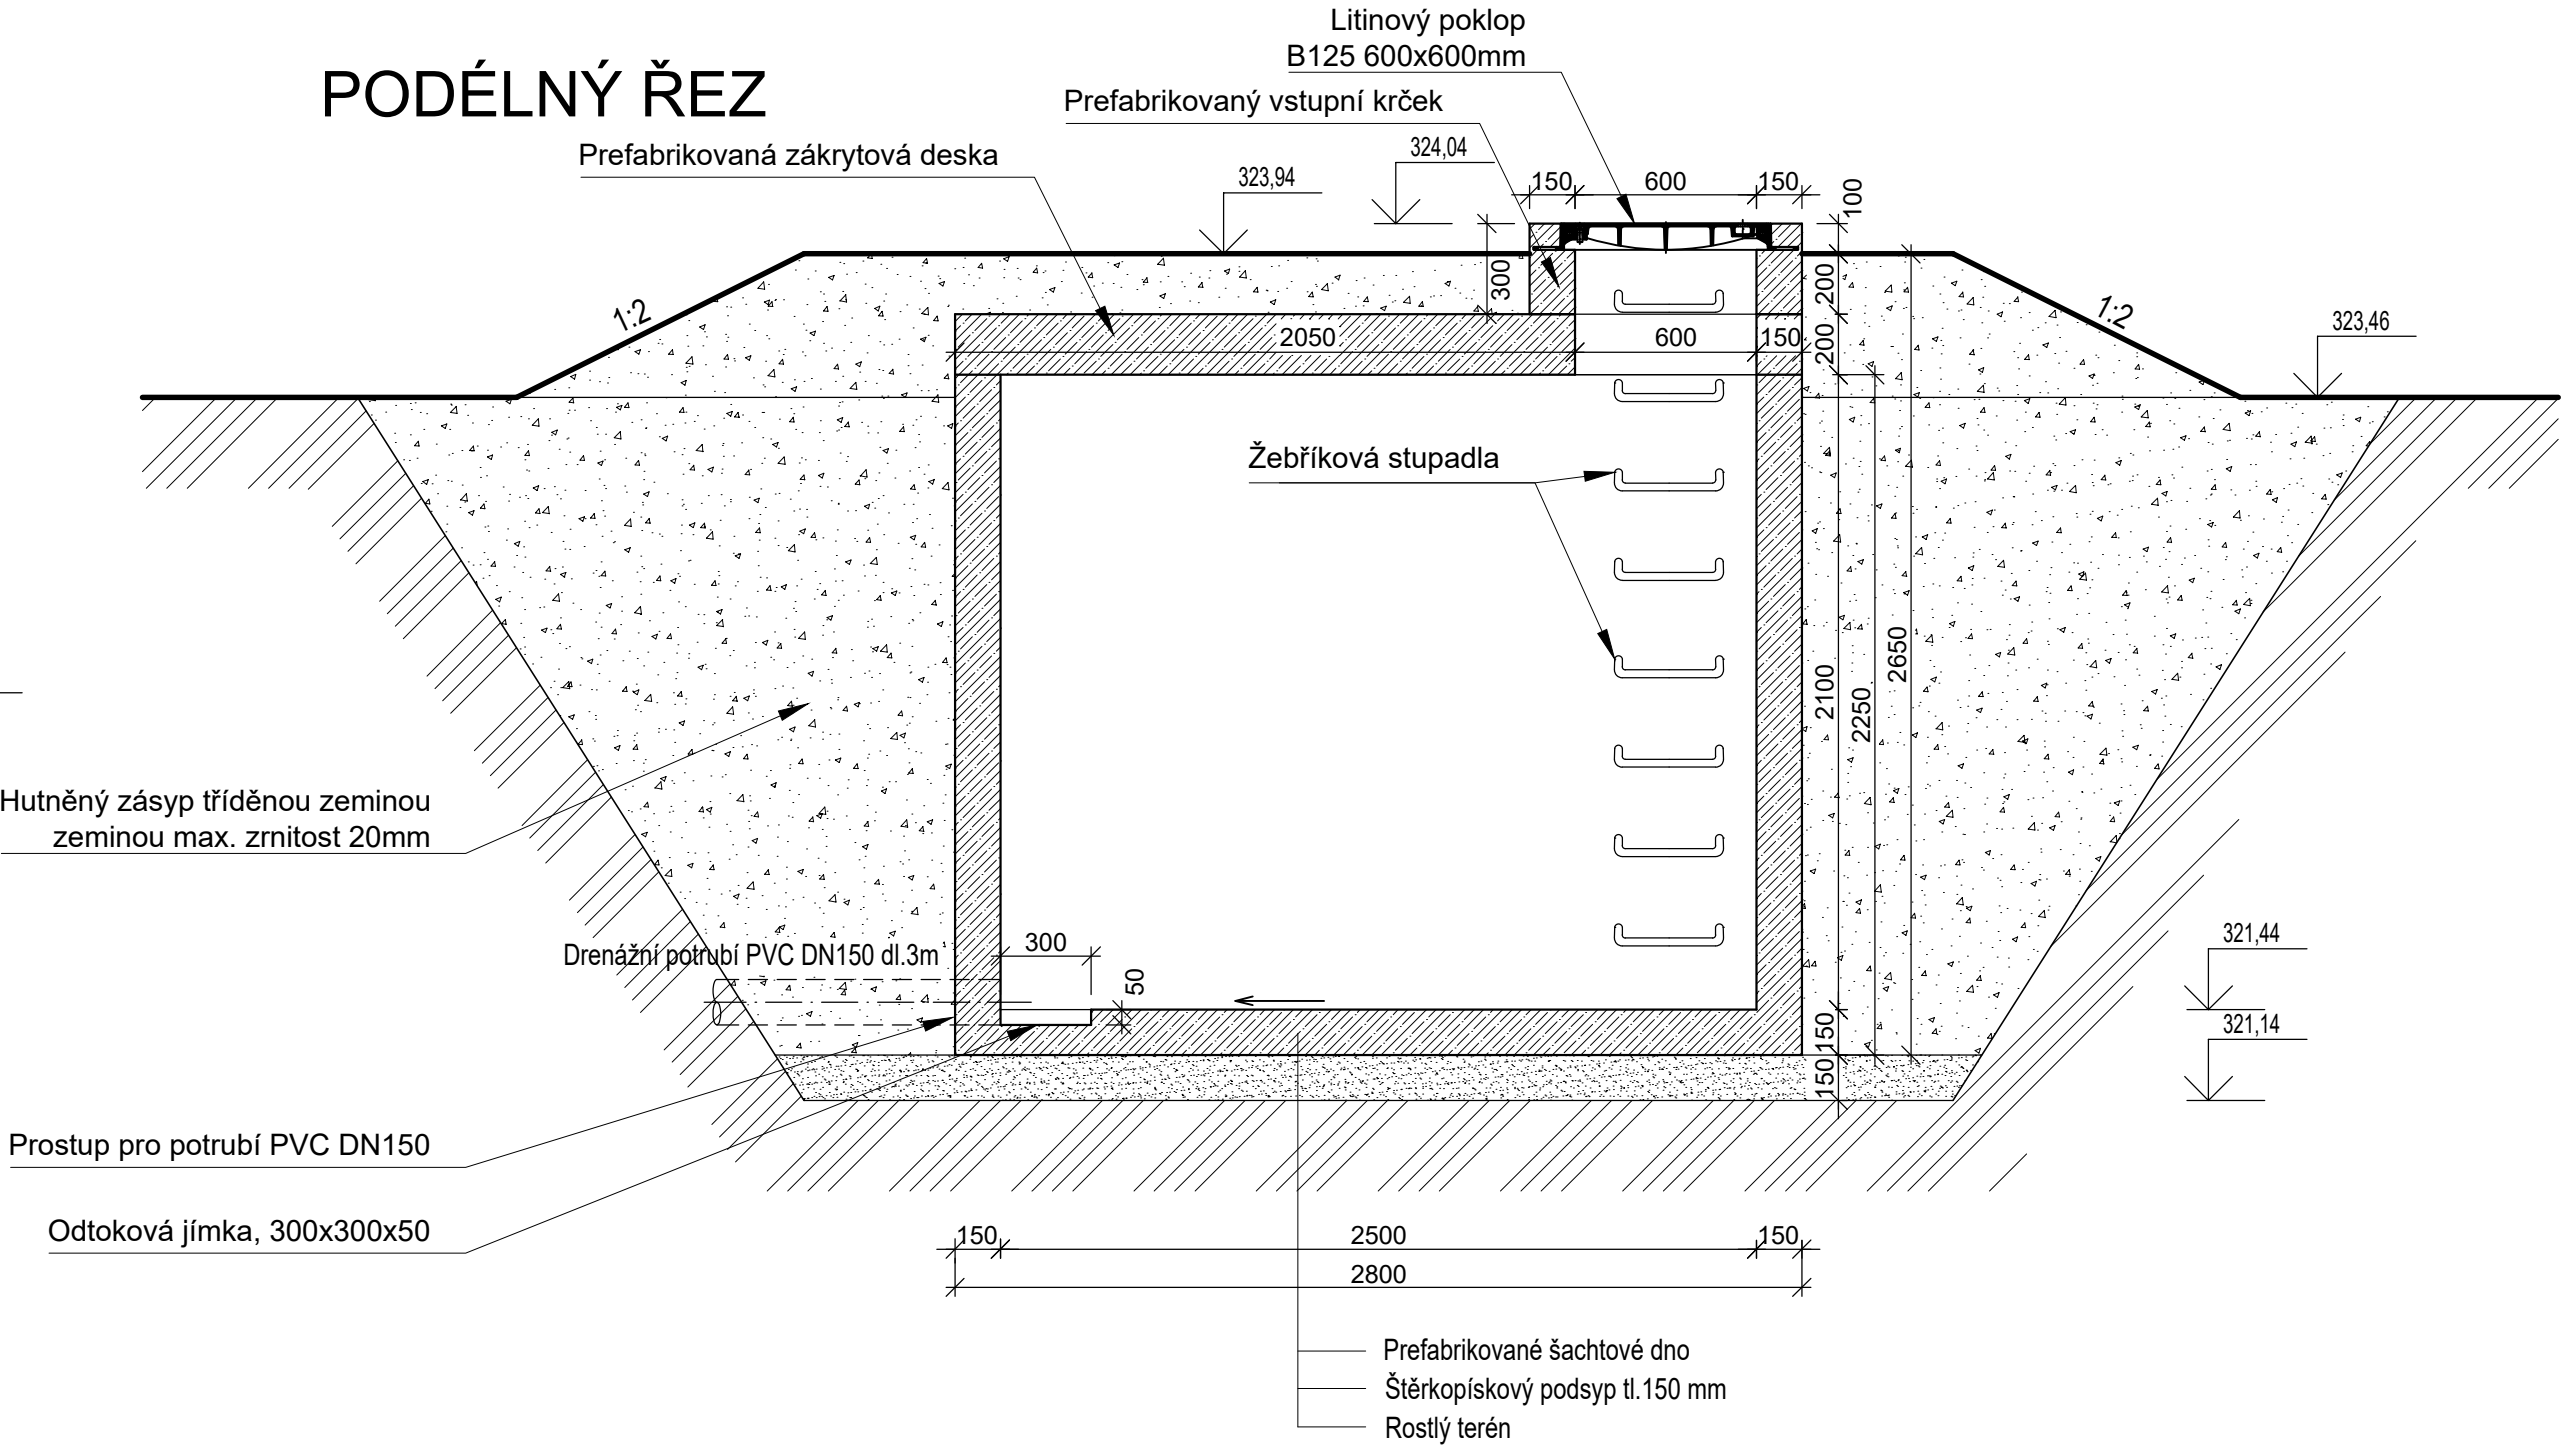 Litinový poklop
B125 600x600mm
PODÉLNÝ ŘEZ
Prefabrikovaný vstupní krček
Prefabrikovaná zákrytová deska
324,04
323,94
150
600
150
100
300
200
1:2
1:2
323,46
2050
600
150
200
Žebříková stupadla
2100
2250
2650
Hutněný zásyp tříděnou zeminou
zeminou max. zrnitost 20mm
Drenážní potrubí PVC DN150 dl.3m
300
50
321,44
321,14
150
150
Prostup pro potrubí PVC DN150
Odtoková jímka, 300x300x50
150
2500
150
2800
Prefabrikované šachtové dno
Štěrkopískový podsyp tl.150 mm
Rostlý terén